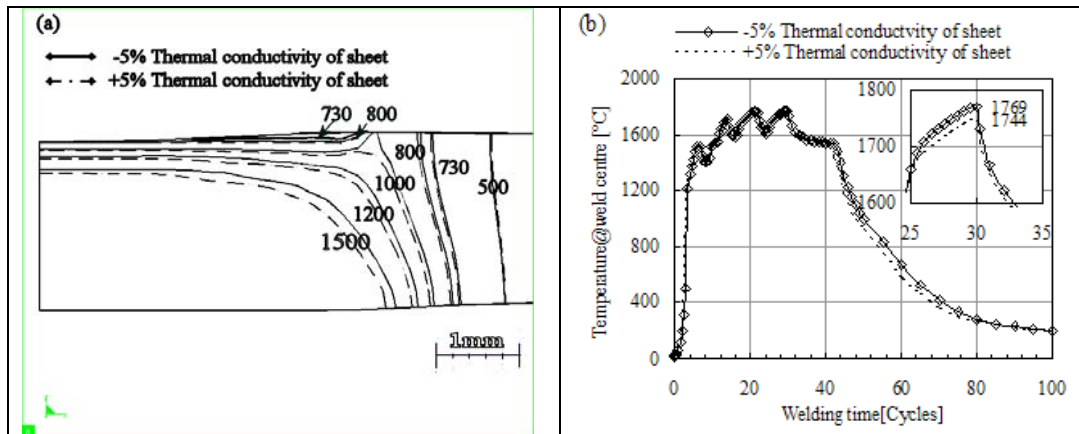 (a)
-5% Thermal conductivity of sheet
+5% Thermal conductivity of sheet
730
800
800
730
500
1000
1200
1500
1mm
(b)
-5% Thermal conductvity of sheet
+5% Thermal conductivity of sheet
Temperature@weld centre [°C]
2000
1600
1200
800
400
0
0 20 40 60 80 100
Welding time[Cycles]
1800
1700
1600
25 30 35
1769
1744